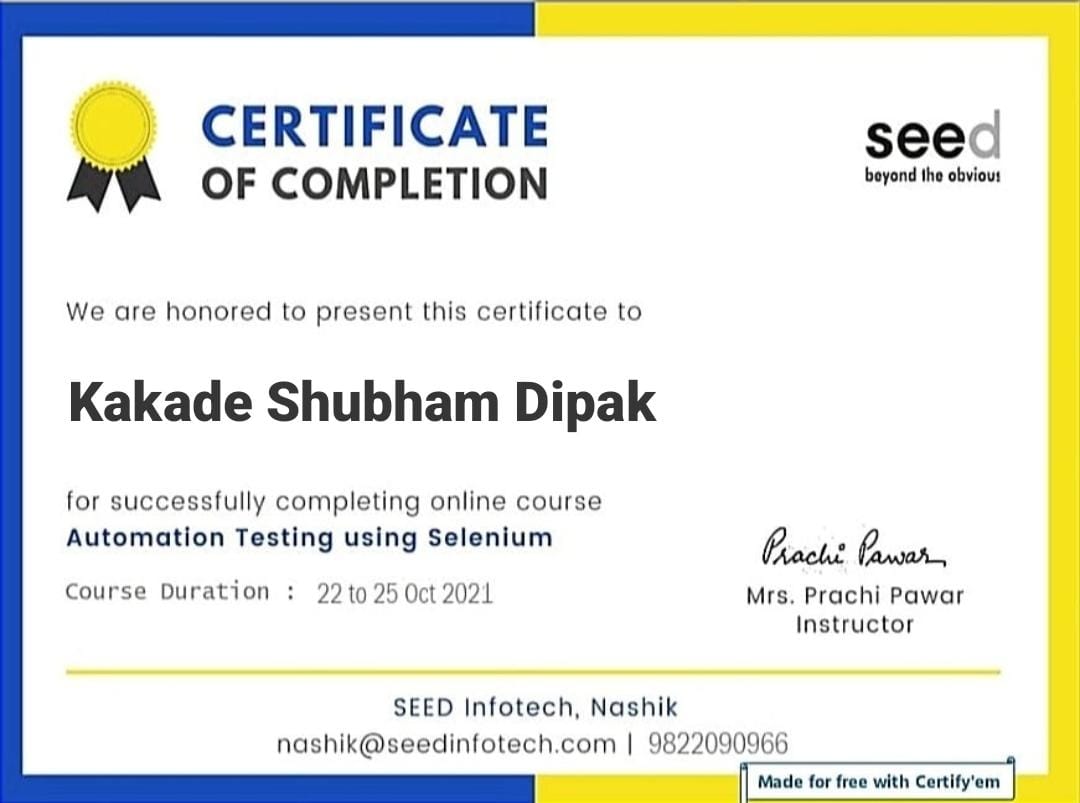 CERTIFICATE
OF COMPLETION
seed
beyond the obvious
We are honored to present this certificate to
Kakade Shubham Dipak
for successfully completing online course
Automation Testing using Selenium
Course Duration : 22 to 25 Oct 2021
Prachi Pawar
Mrs. Prachi Pawar
Instructor
SEED Infotech, Nashik
nashik@seedinfotech.com | 9822090966
Made for free with Certify'em